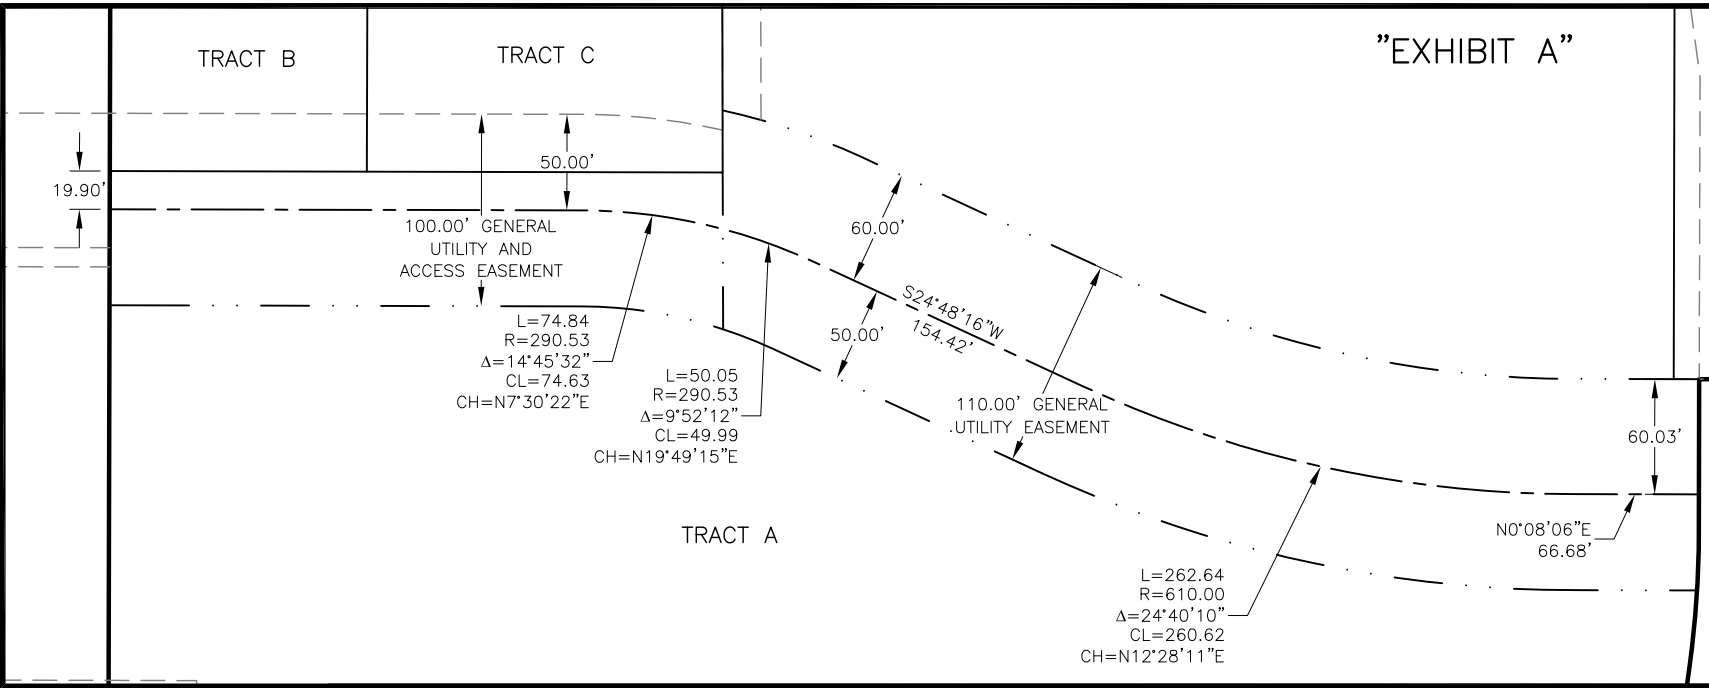 TRACT B
TRACT C
”EXHIBIT A”
50.00'
19.90'
100.00' GENERAL
UTILITY AND
ACCESS EASEMENT
60.00'
S24°48'16”W
154.42'
50.00'
L=74.84
R=290.53
Δ=14°45'32”
CL=74.63
CH=N7°30'22”E
L=50.05
R=290.53
Δ=9°52'12”
CL=49.99
CH=N19°49'15”E
110.00' GENERAL
UTILITY EASEMENT
60.03'
TRACT A
N0°08'06”E
66.68'
L=262.64
R=610.00
Δ=24°40'10”
CL=260.62
CH=N12°28'11”E